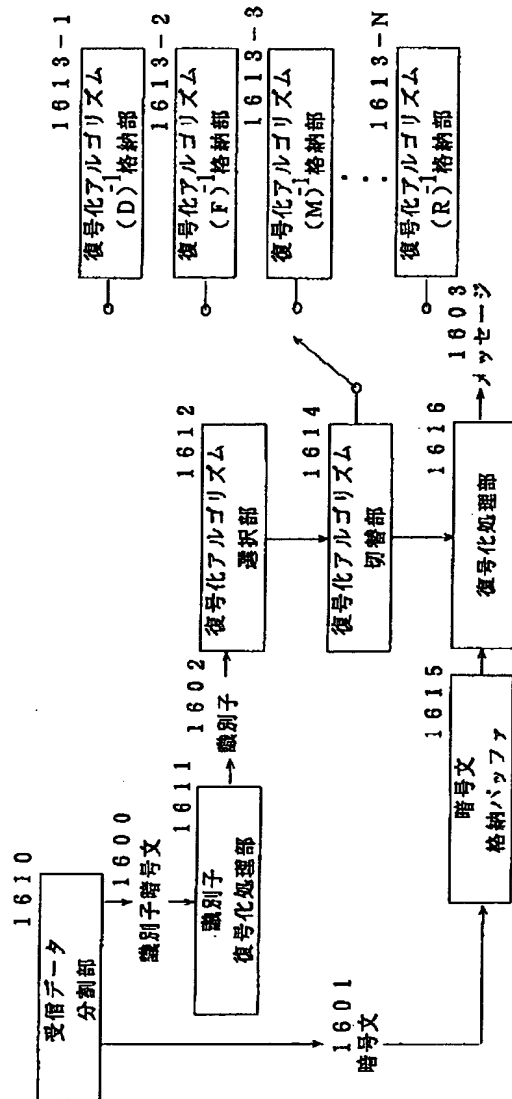 1610
受信データ
分割部
1600
識別子暗号文
1611
識別子
復号化処理部
1602
識別子
1612
復号化アルゴリズム
選択部
1614
復号化アルゴリズム
切替部
1613-1
復号化アルゴリズム
(D)⁻¹格納部
1613-2
復号化アルゴリズム
(F)⁻¹格納部
1613-3
復号化アルゴリズム
(M)⁻¹格納部
1613-N
復号化アルゴリズム
(R)⁻¹格納部
1601
暗号文
1615
暗号文
格納バッファ
1616
復号化処理部
1603
メッセージ